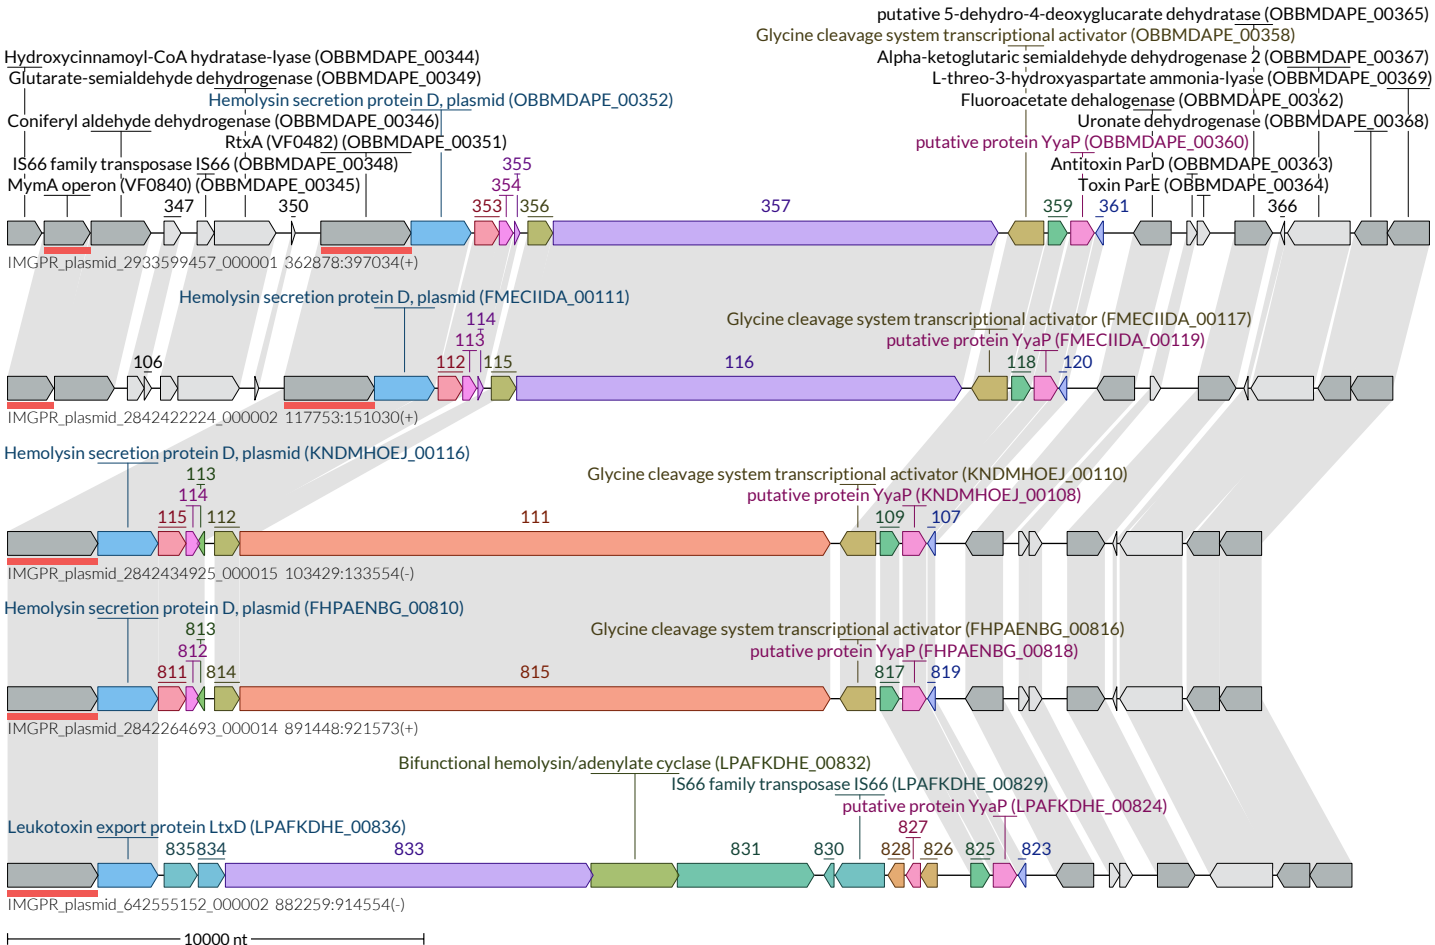 putative 5-dehydro-4-deoxyglucarate dehydratase (OBBMDAPE_00365)
Glycine cleavage system transcriptional activator (OBBMDAPE_00358)
Hydroxycinnamoyl-CoA hydratase-lyase (OBBMDAPE_00344) Alpha-ketoglutaric semialdehyde dehydrogenase 2 (OBBMDAPE_00367)
Glutarate-semialdehyde dehydrogenase (OBBMDAPE_00349) L-threo-3-hydroxyaspartate ammonia-lyase (OBBMDAPE_00369)
Hemolysin secretion protein D, plasmid (OBBMDAPE_00352) Fluoroacetate dehalogenase (OBBMDAPE_00362)
Coniferyl aldehyde dehydrogenase (OBBMDAPE_00346) Uronate dehydrogenase (OBBMDAPE_00368)
RtxA (VF0482) (OBBMDAPE_00351) putative protein YyaP (OBBMDAPE_00360)
IS66 family transposase IS66 (OBBMDAPE_00348) 355 Antitoxin ParD (OBBMDAPE_00363)
MymA operon (VF0840) (OBBMDAPE_00345) 354 Toxin ParE (OBBMDAPE_00364)
347 350 353 356 357 359 361 366
IMGPR_plasmid_2933599457_000001 362878:397034(+)
Hemolysin secretion protein D, plasmid (FMECIIDA_00111)
114 Glycine cleavage system transcriptional activator (FMECIIDA_00117)
113 putative protein YyaP (FMECIIDA_00119)
106 112 115 116 118 120
IMGPR_plasmid_2842422224_000002 117753:151030(+)
Hemolysin secretion protein D, plasmid (KNDMHOEJ_00116)
113 Glycine cleavage system transcriptional activator (KNDMHOEJ_00110)
114 putative protein YyaP (KNDMHOEJ_00108)
115 112 111 109 107
IMGPR_plasmid_2842434925_000015 103429:133554(-)
Hemolysin secretion protein D, plasmid (FHPAENBG_00810)
813 Glycine cleavage system transcriptional activator (FHPAENBG_00816)
812 putative protein YyaP (FHPAENBG_00818)
811 814 815 817 819
IMGPR_plasmid_2842264693_000014 891448:921573(+)
Bifunctional hemolysin/adenylate cyclase (LPAFKDHE_00832)
IS66 family transposase IS66 (LPAFKDHE_00829)
putative protein YyaP (LPAFKDHE_00824)
Leukotoxin export protein LtxD (LPAFKDHE_00836) 827
835 834 833 831 830 828 826 825 823
IMGPR_plasmid_642555152_000002 882259:914554(-)
10000 nt